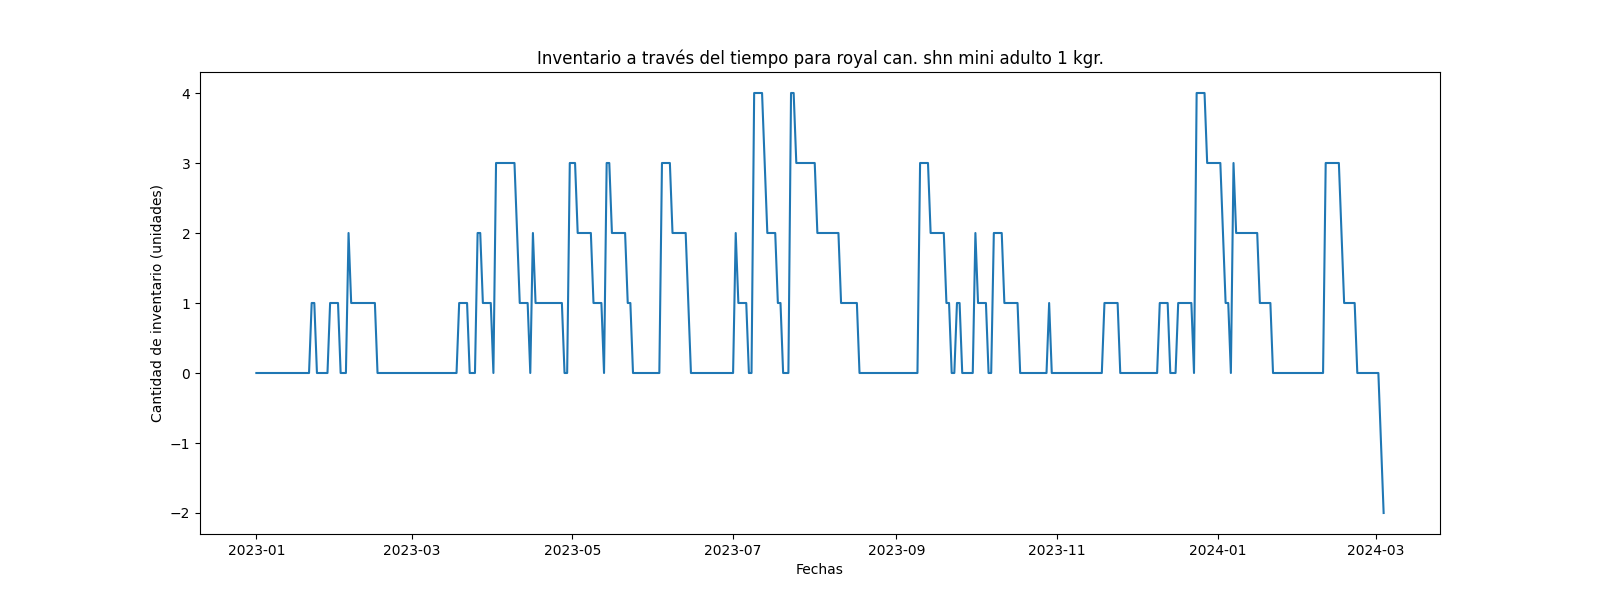 Inventario a través del tiempo para royal can. shn mini adulto 1 kgr.
Cantidad de inventario (unidades)
4
3
2
1
0
−1
−2
2023-01 2023-03 2023-05 2023-07 2023-09 2023-11 2024-01 2024-03
Fechas